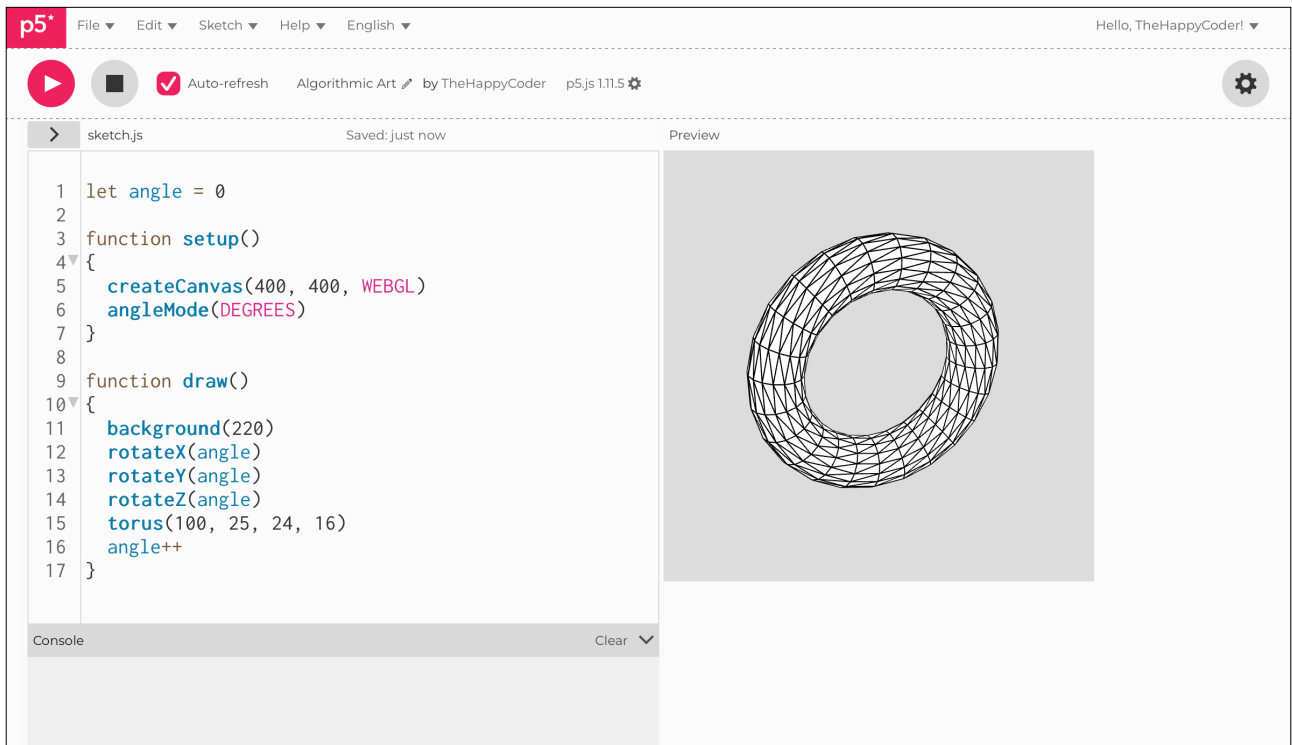 p5* File Edit Sketch Help English Hello, TheHappyCoder!
Auto-refresh Algorithmic Art by TheHappyCoder p5.js 1.11.5
sketch.js Saved: just now Preview
1 let angle = 0
2
3 function setup()
4 {
5 createCanvas(400, 400, WEBGL)
6 angleMode(DEGREES)
7 }
8
9 function draw()
10 {
11 background(220)
12 rotateX(angle)
13 rotateY(angle)
14 rotateZ(angle)
15 torus(100, 25, 24, 16)
16 angle++
17 }
Console Clear